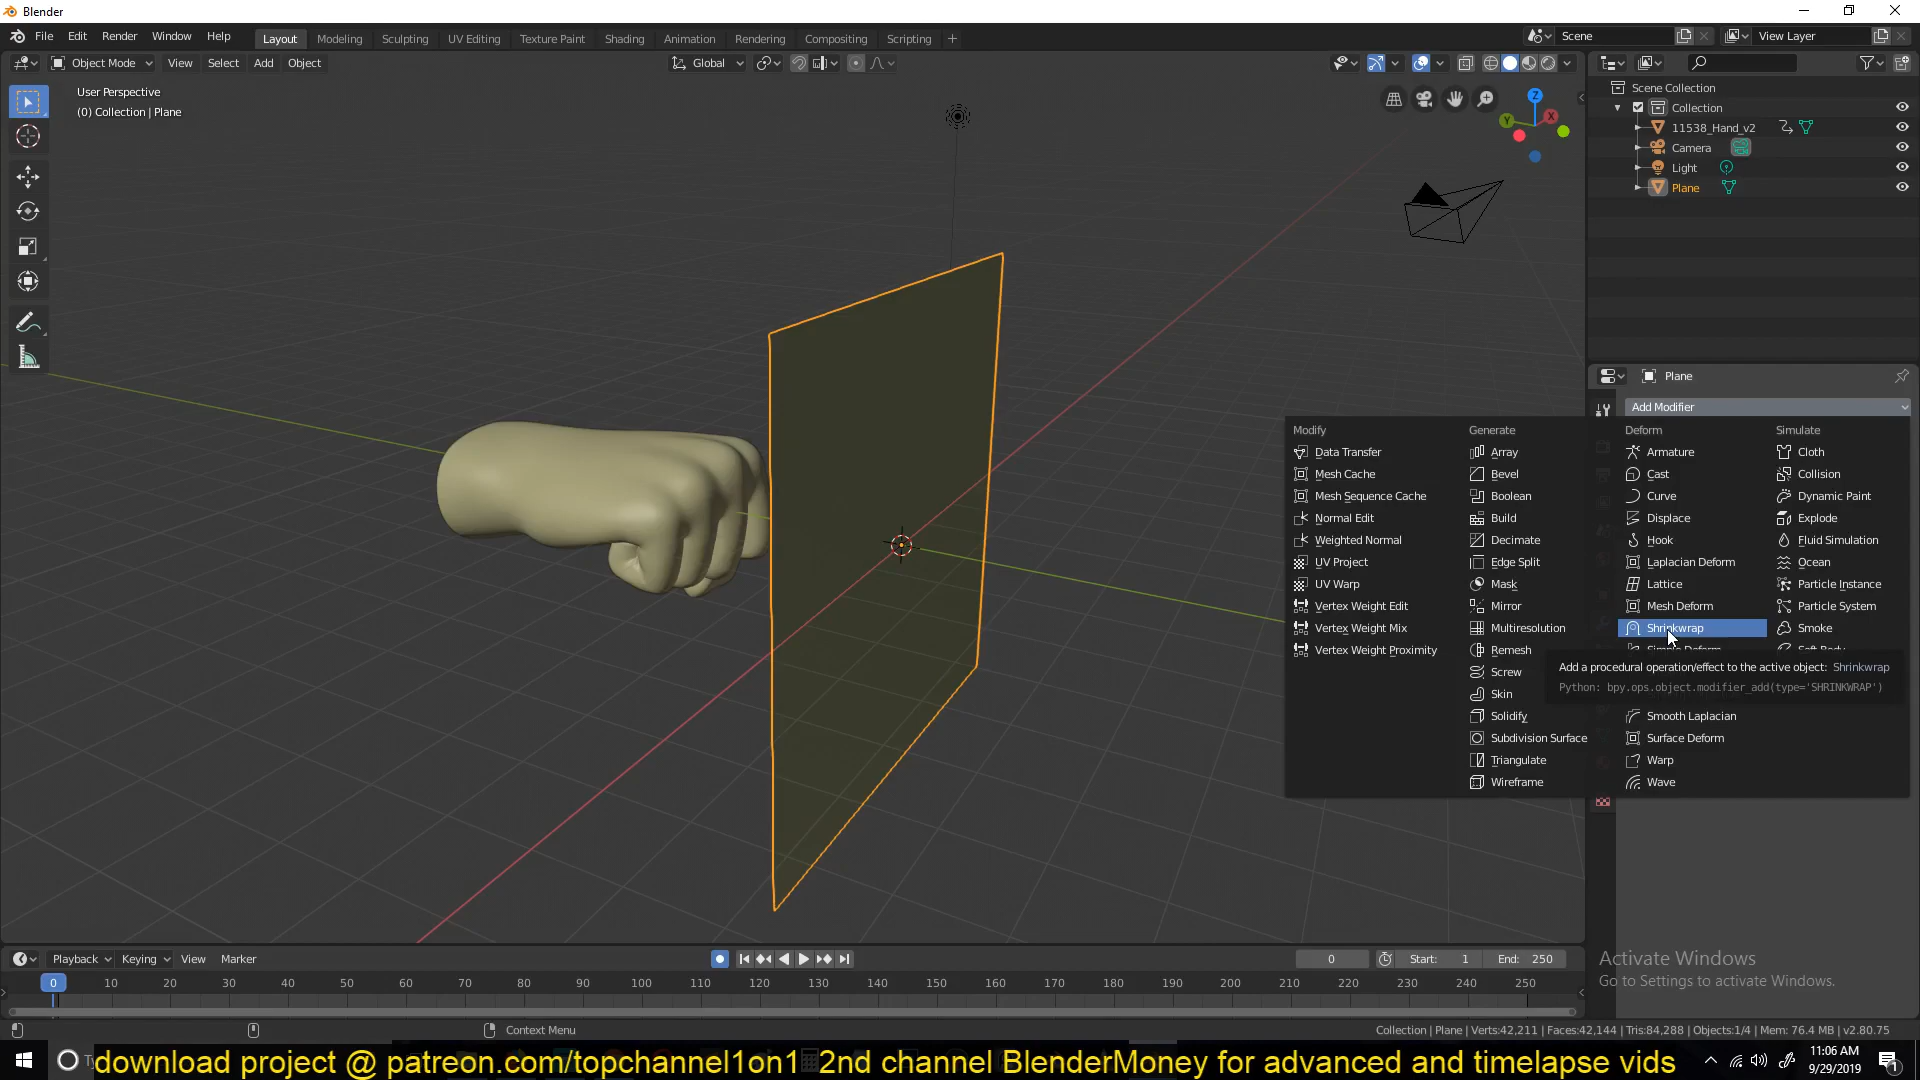 Blender
File Edit Render Window Help
Layout Modeling Sculpting UV Editing Texture Paint Shading Animation Rendering Compositing Scripting
Scene
View Layer
Object Mode View Select Add Object
Global
User Perspective
(0) Collection | Plane
Z
Y
X
Scene Collection
Collection
11538_Hand_v2
Camera
Light
Plane
Plane
Add Modifier
Modify
Data Transfer
Mesh Cache
Mesh Sequence Cache
Normal Edit
Weighted Normal
UV Project
UV Warp
Vertex Weight Edit
Vertex Weight Mix
Vertex Weight Proximity
Generate
Array
Bevel
Boolean
Build
Decimate
Edge Split
Mask
Mirror
Multiresolution
Remesh
Screw
Skin
Solidify
Subdivision Surface
Triangulate
Wireframe
Deform
Armature
Cast
Curve
Displace
Hook
Laplacian Deform
Lattice
Mesh Deform
Shrinkwrap
Smooth Laplacian
Surface Deform
Warp
Wave
Simulate
Cloth
Collision
Dynamic Paint
Explode
Fluid Simulation
Ocean
Particle Instance
Particle System
Smoke
Add a procedural operation/effect to the active object: Shrinkwrap
Python: bpy.ops.object.modifier_add(type='SHRINKWRAP')
Activate Windows
Go to Settings to activate Windows.
Playback Keying View Marker
0
Start: 1
End: 250
0 10 20 30 40 50 60 70 80 90 100 110 120 130 140 150 160 170 180 190 200 210 220 230 240 250
Context Menu
Collection | Plane | Verts:42,211 | Faces:42,144 | Tris:84,288 | Objects:1/4 | Mem: 76.4 MB | v2.80.75
download project @ patreon.com/topchannel1on1 2nd channel BlenderMoney for advanced and timelapse vids
11:06 AM
9/29/2019
1